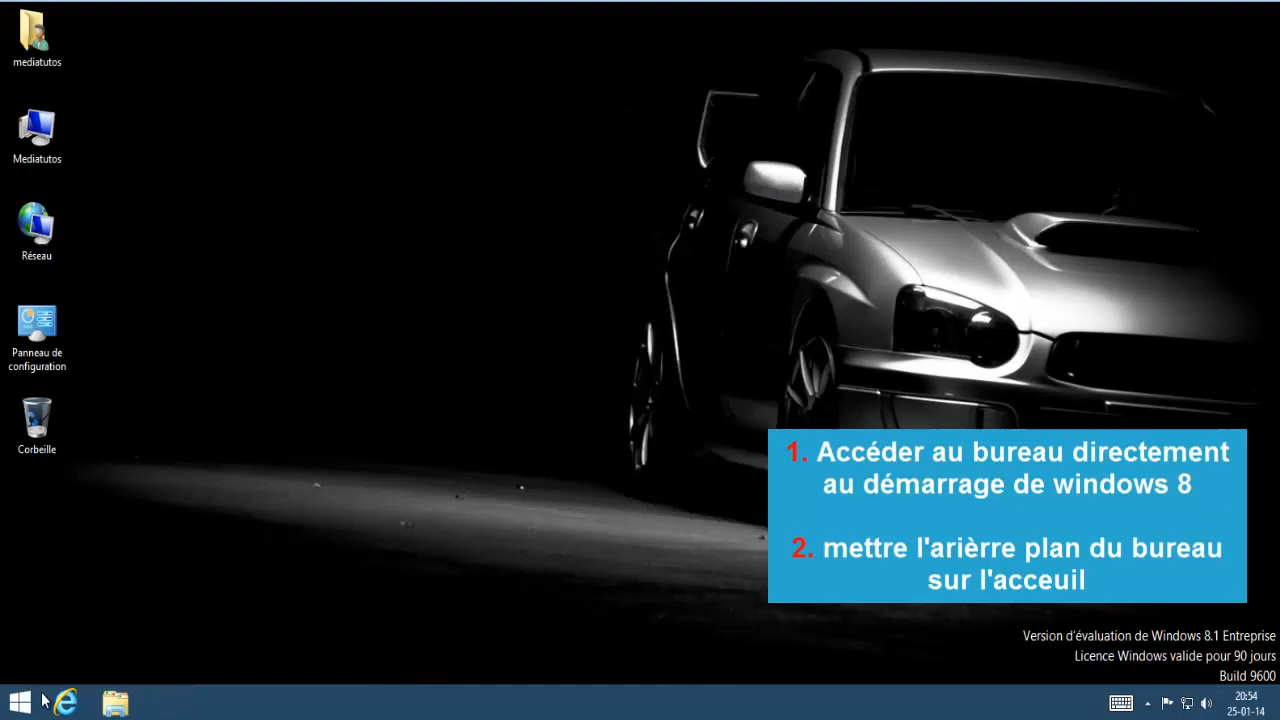 mediatutos
Mediatutos
Réseau
Panneau de
configuration
Corbeille
1. Accéder au bureau directement
au démarrage de windows 8
2. mettre l'arièrre plan du bureau
sur l'acceuil
Version d'évaluation de Windows 8.1 Entreprise
Licence Windows valide pour 90 jours
Build 9600
20:54
25-01-14